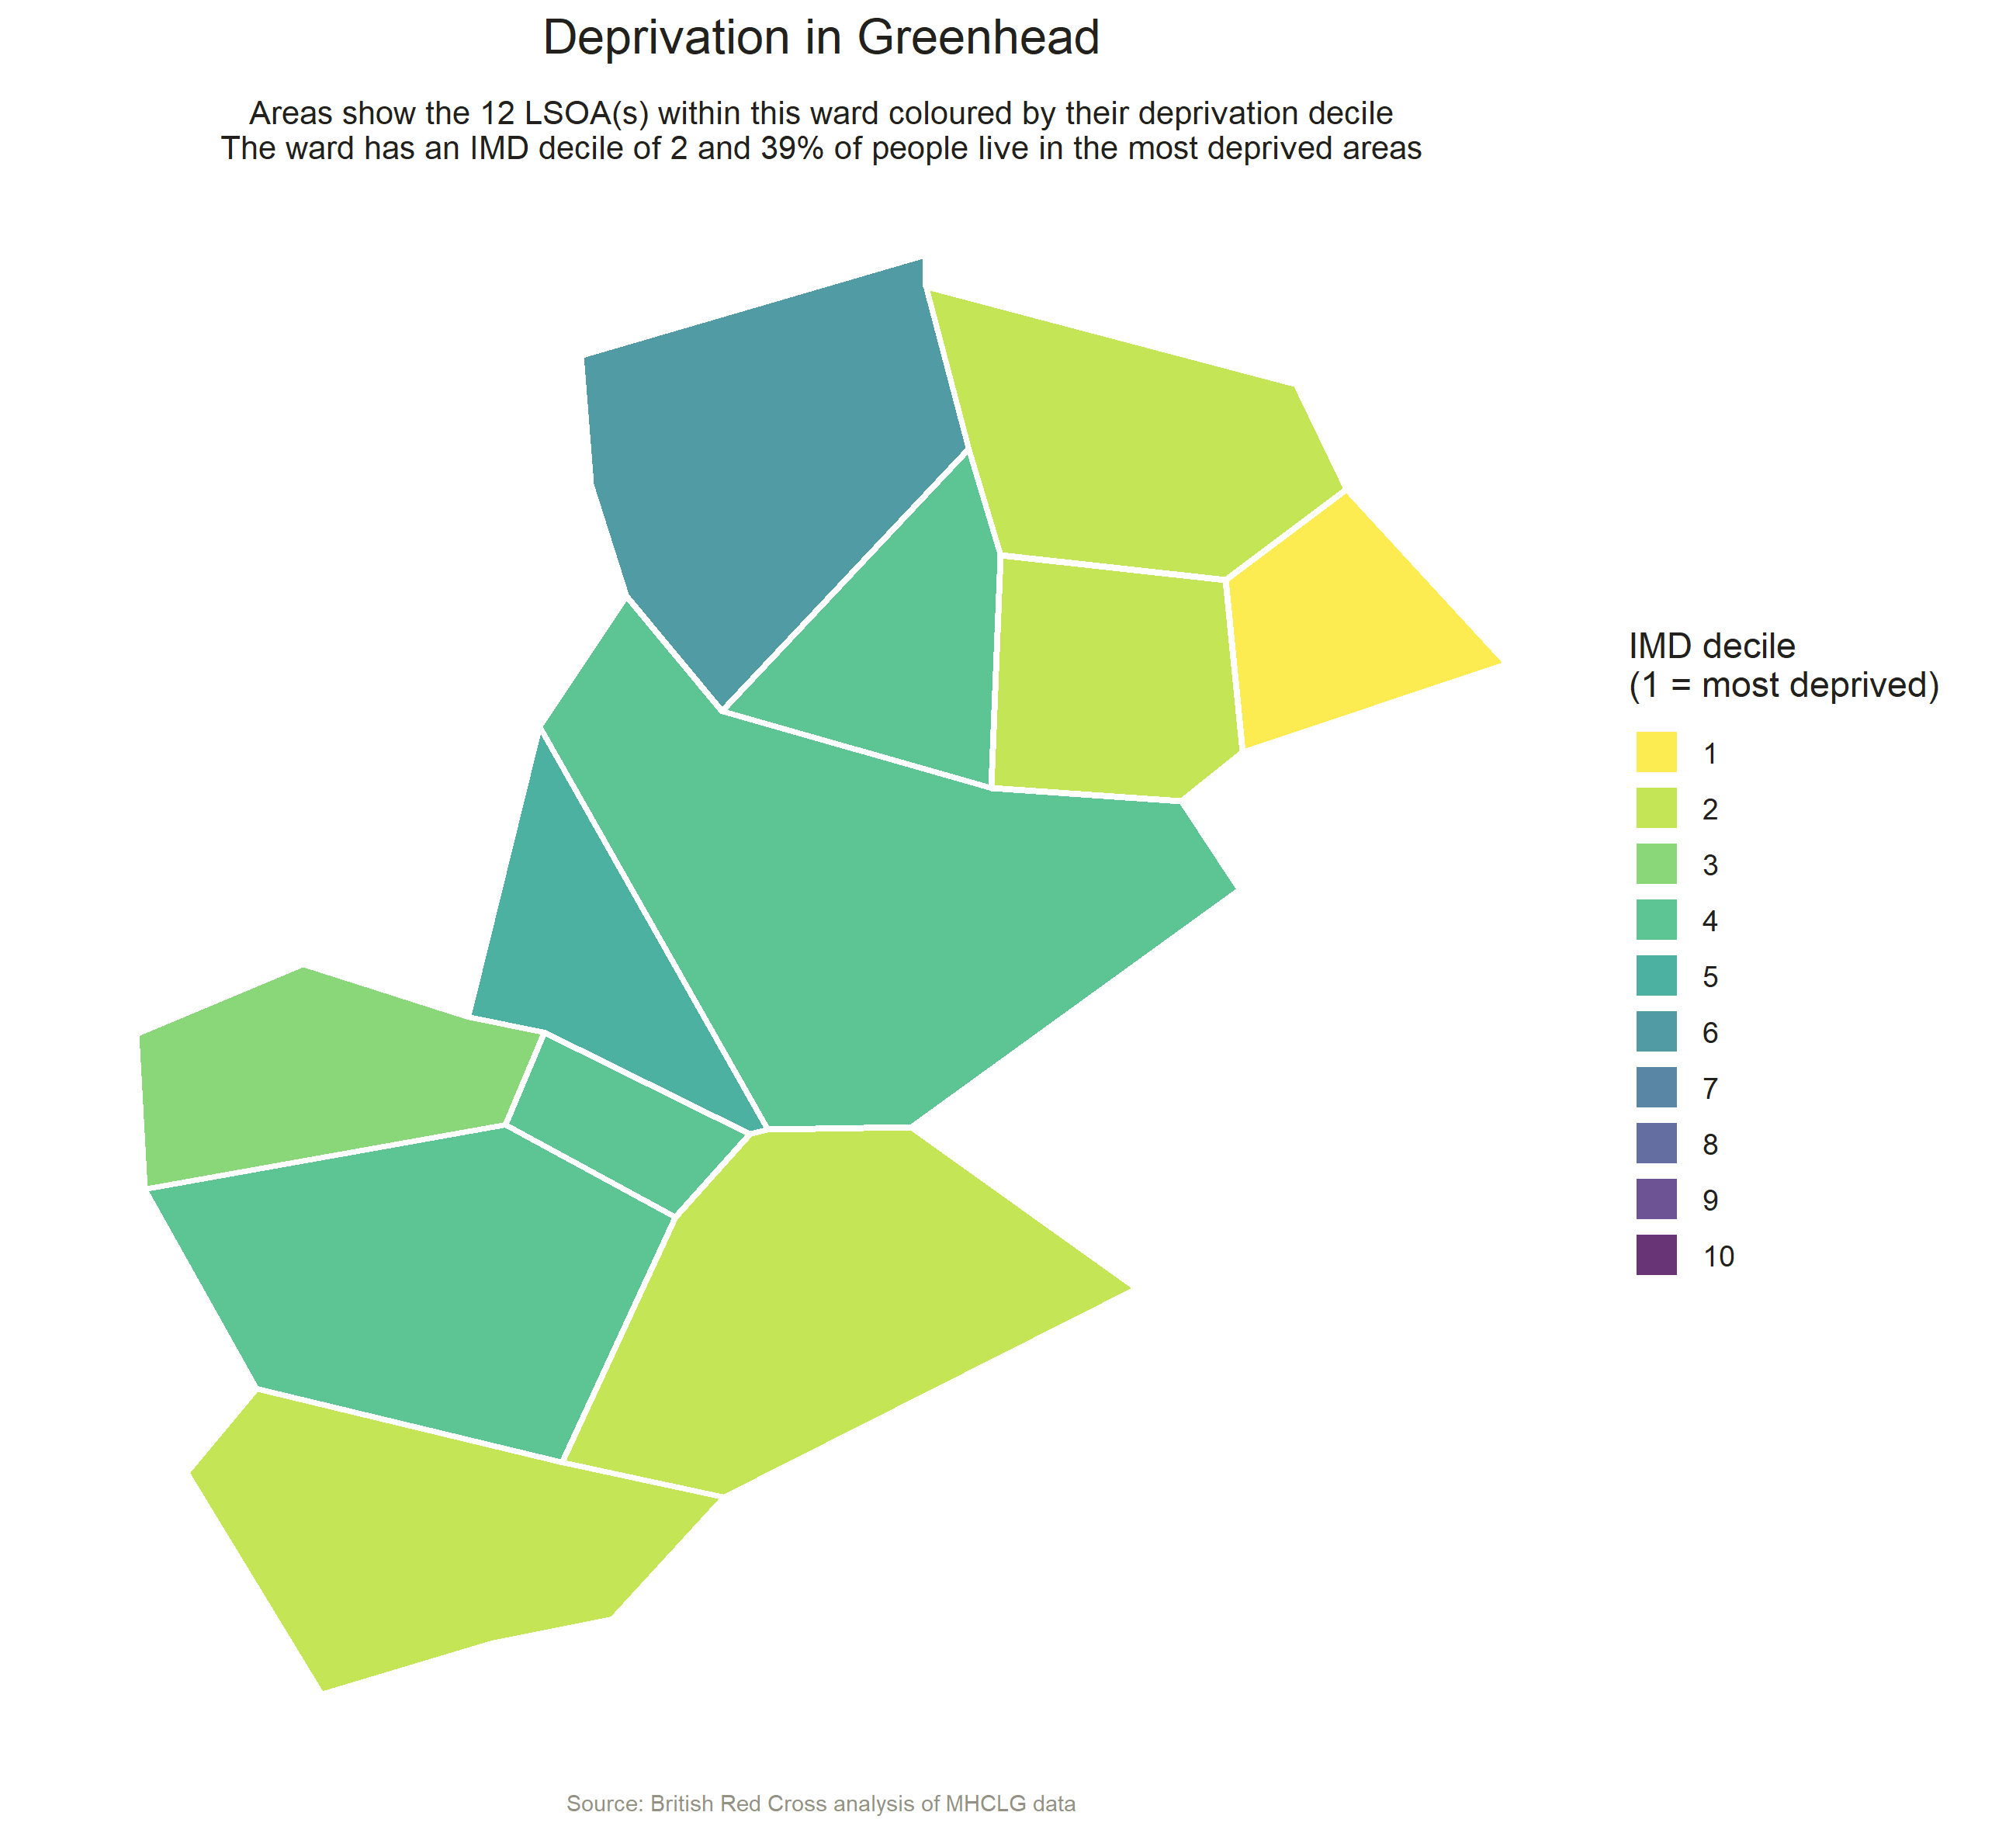 Deprivation in Greenhead
Areas show the 12 LSOA(s) within this ward coloured by their deprivation decile
The ward has an IMD decile of 2 and 39% of people live in the most deprived areas
IMD decile
(1 = most deprived)
1
2
3
4
5
6
7
8
9
10
Source: British Red Cross analysis of MHCLG data